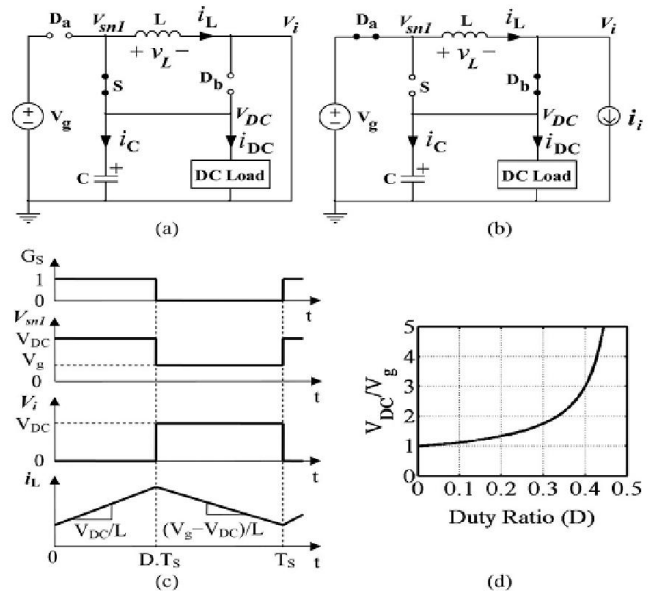 Da Vsn1 L iL Vi
+ vL −
S Db
Vg VDC
iC iDC
C + DC Load
(a)
Da Vsn1 L iL Vi
+ vL −
S Db
Vg VDC ii
iC iDC
C + DC Load
(b)
GS
1
0 t
Vsn1
VDC
Vg
0 t
Vi
VDC
0 t
iL
VDC/L (Vg−VDC)/L
0 D.TS TS t
(c)
VDC/Vg
5
4
3
2
1
0 0.1 0.2 0.3 0.4 0.5
Duty Ratio (D)
(d)